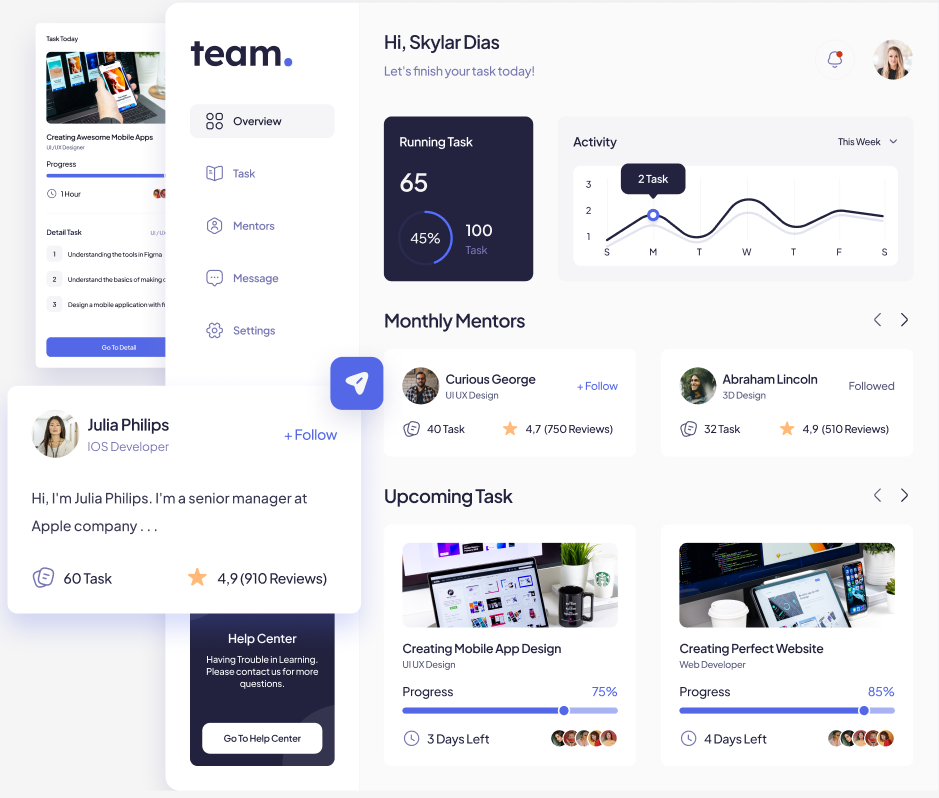 Task Today
Creating Awesome Mobile Apps
UI/UX Designer
Progress
1 Hour
Detail Task
UI/UX
1 Understanding the tools in Figma
2 Understand the basics of making
3 Design a mobile application with
Go To Detail
team.
Overview
Task
Mentors
Message
Settings
Hi, Skylar Dias
Let's finish your task today!
Running Task
65
45%
100
Task
Activity
This Week
2 Task
3
2
1
S M T W T F S
Monthly Mentors
Curious George
UI UX Design
+ Follow
40 Task
4,7 (750 Reviews)
Abraham Lincoln
3D Design
Followed
32 Task
4,9 (510 Reviews)
Julia Philips
IOS Developer
+ Follow
Hi, I'm Julia Philips. I'm a senior manager at
Apple company . . .
60 Task
4,9 (910 Reviews)
Upcoming Task
Creating Mobile App Design
UI UX Design
Progress 75%
3 Days Left
Creating Perfect Website
Web Developer
Progress 85%
4 Days Left
Help Center
Having Trouble in Learning.
Please contact us for more
questions.
Go To Help Center